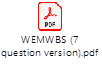 PDF
WEMWBS (7
question version).pdf